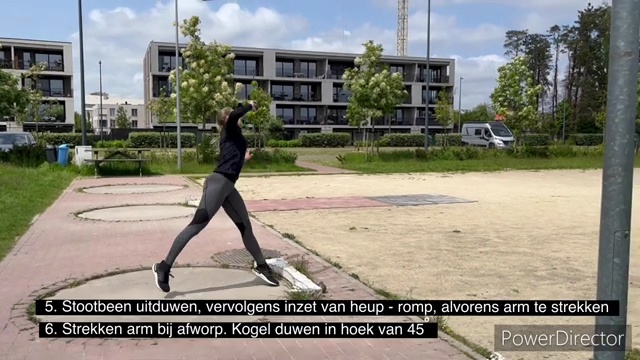 5. Stootbeen uitduwen, vervolgens inzet van heup - romp, alvorens arm te strekken
6. Strekken arm bij afworp. Kogel duwen in hoek van 45
PowerDirector